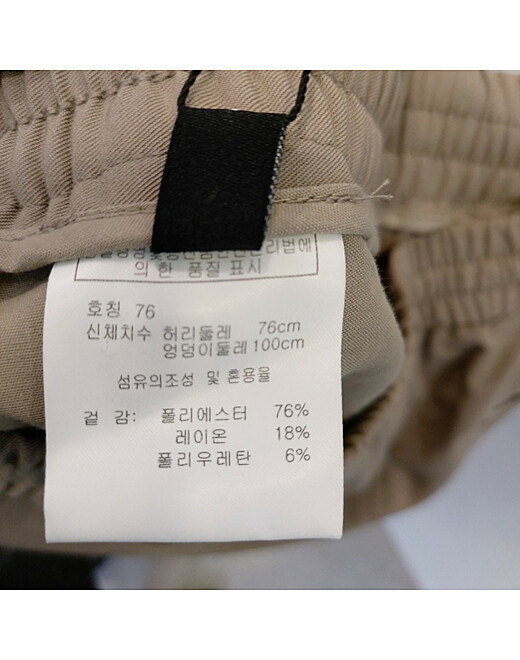 의 한 품질 표시
호칭 76
신체치수 허리둘레 76cm
엉덩이둘레 100cm
섬유의조성 및 혼용율
겉 감: 폴리에스터 76%
레이온 18%
폴리우레탄 6%